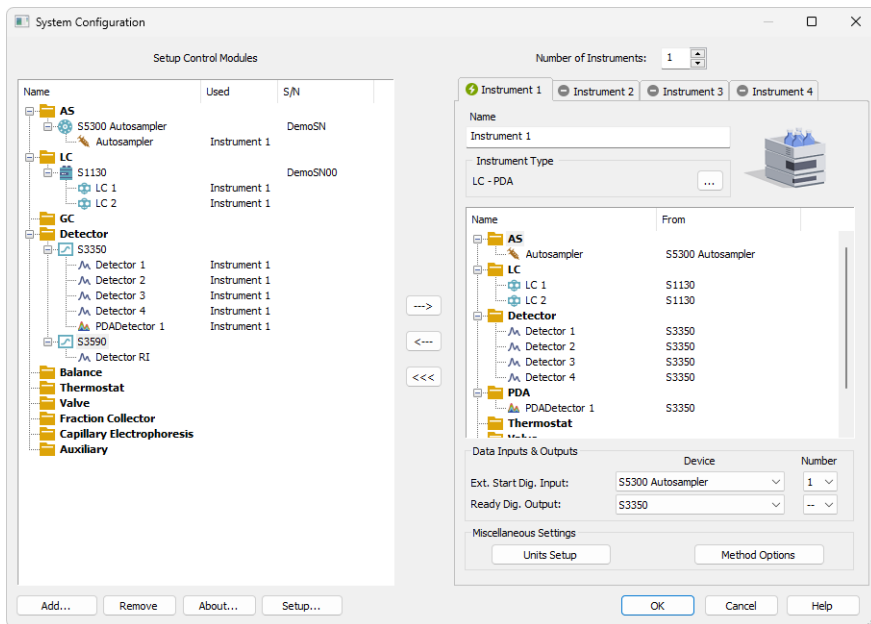 System Configuration
Setup Control Modules
Name Used S/N
AS
S5300 Autosampler DemoSN
Autosampler Instrument 1
LC
S1130 DemoSN00
LC 1 Instrument 1
LC 2 Instrument 1
GC
Detector
S3350
Detector 1 Instrument 1
Detector 2 Instrument 1
Detector 3 Instrument 1
Detector 4 Instrument 1
PDADetector 1 Instrument 1
S3590
Detector RI
Balance
Thermostat
Valve
Fraction Collector
Capillary Electrophoresis
Auxiliary
Add... Remove About... Setup...
--->
<---
<<<
Number of Instruments: 1
Instrument 1 Instrument 2 Instrument 3 Instrument 4
Name
Instrument 1
Instrument Type
LC - PDA ...
Name From
AS
Autosampler S5300 Autosampler
LC
LC 1 S1130
LC 2 S1130
Detector
Detector 1 S3350
Detector 2 S3350
Detector 3 S3350
Detector 4 S3350
PDA
PDADetector 1 S3350
Thermostat
Data Inputs & Outputs
Device Number
Ext. Start Dig. Input: S5300 Autosampler 1
Ready Dig. Output: S3350 --
Miscellaneous Settings
Units Setup Method Options
OK Cancel Help